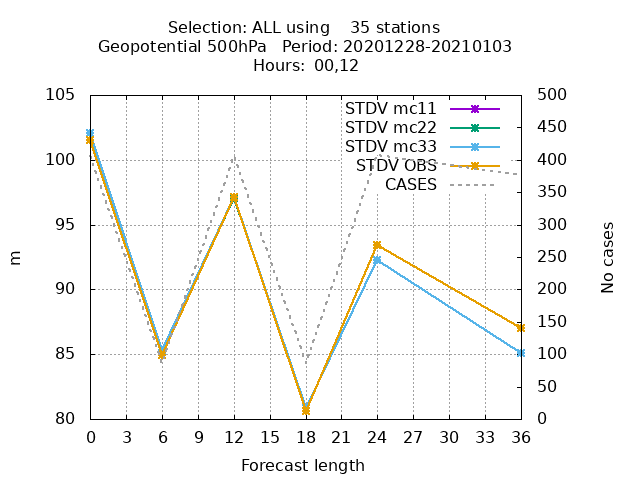 Selection: ALL using    35 stations
Geopotential 500hPa   Period: 20201228-20210103
Hours:  00,12
105
100
95
90
85
80
m
500
450
400
350
300
250
200
150
100
50
0
No cases
STDV mc11
STDV mc22
STDV mc33
STDV OBS
CASES
0 3 6 9 12 15 18 21 24 27 30 33 36
Forecast length